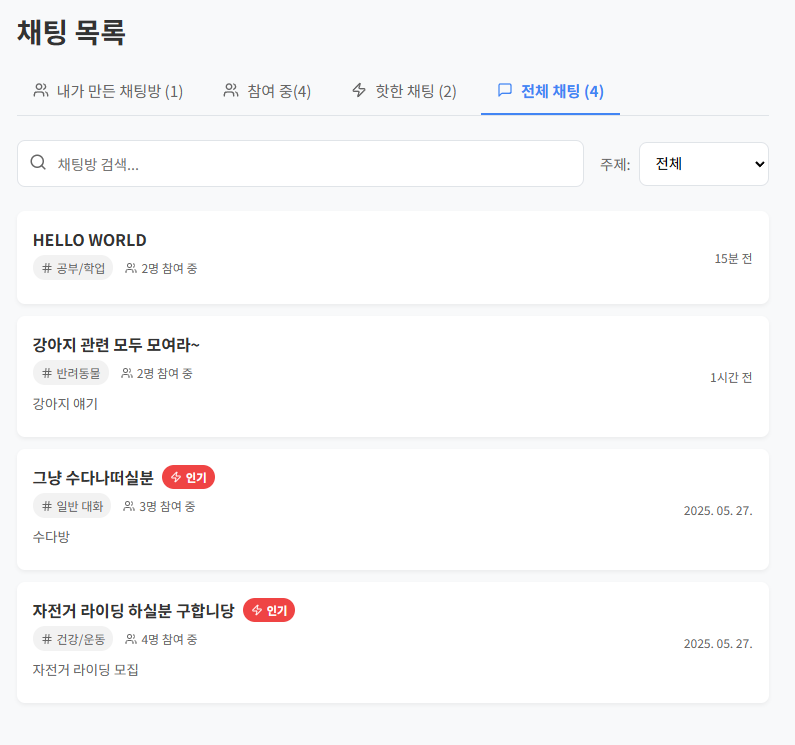 채팅 목록
내가 만든 채팅방 (1) 참여 중(4) 핫한 채팅 (2) 전체 채팅 (4)
채팅방 검색... 주제: 전체
HELLO WORLD
# 공부/학업 2명 참여 중
15분 전
강아지 관련 모두 모여라~
# 반려동물 2명 참여 중
1시간 전
강아지 얘기
그냥 수다나떠실분 인기
# 일반 대화 3명 참여 중
2025. 05. 27.
수다방
자전거 라이딩 하실분 구합니당 인기
# 건강/운동 4명 참여 중
2025. 05. 27.
자전거 라이딩 모집